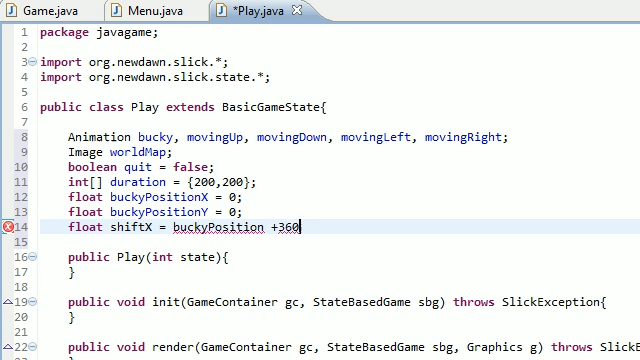 Game.java Menu.java *Play.java
1 package javagame;
2
3 import org.newdawn.slick.*;
4 import org.newdawn.slick.state.*;
5
6 public class Play extends BasicGameState{
7
8 Animation bucky, movingUp, movingDown, movingLeft, movingRight;
9 Image worldMap;
10 boolean quit = false;
11 int[] duration = {200,200};
12 float buckyPositionX = 0;
13 float buckyPositionY = 0;
14 float shiftX = buckyPosition +360
15
16 public Play(int state){
17 }
18
19 public void init(GameContainer gc, StateBasedGame sbg) throws SlickException{
20 }
21
22 public void render(GameContainer gc, StateBasedGame sbg, Graphics g) throws SlickE